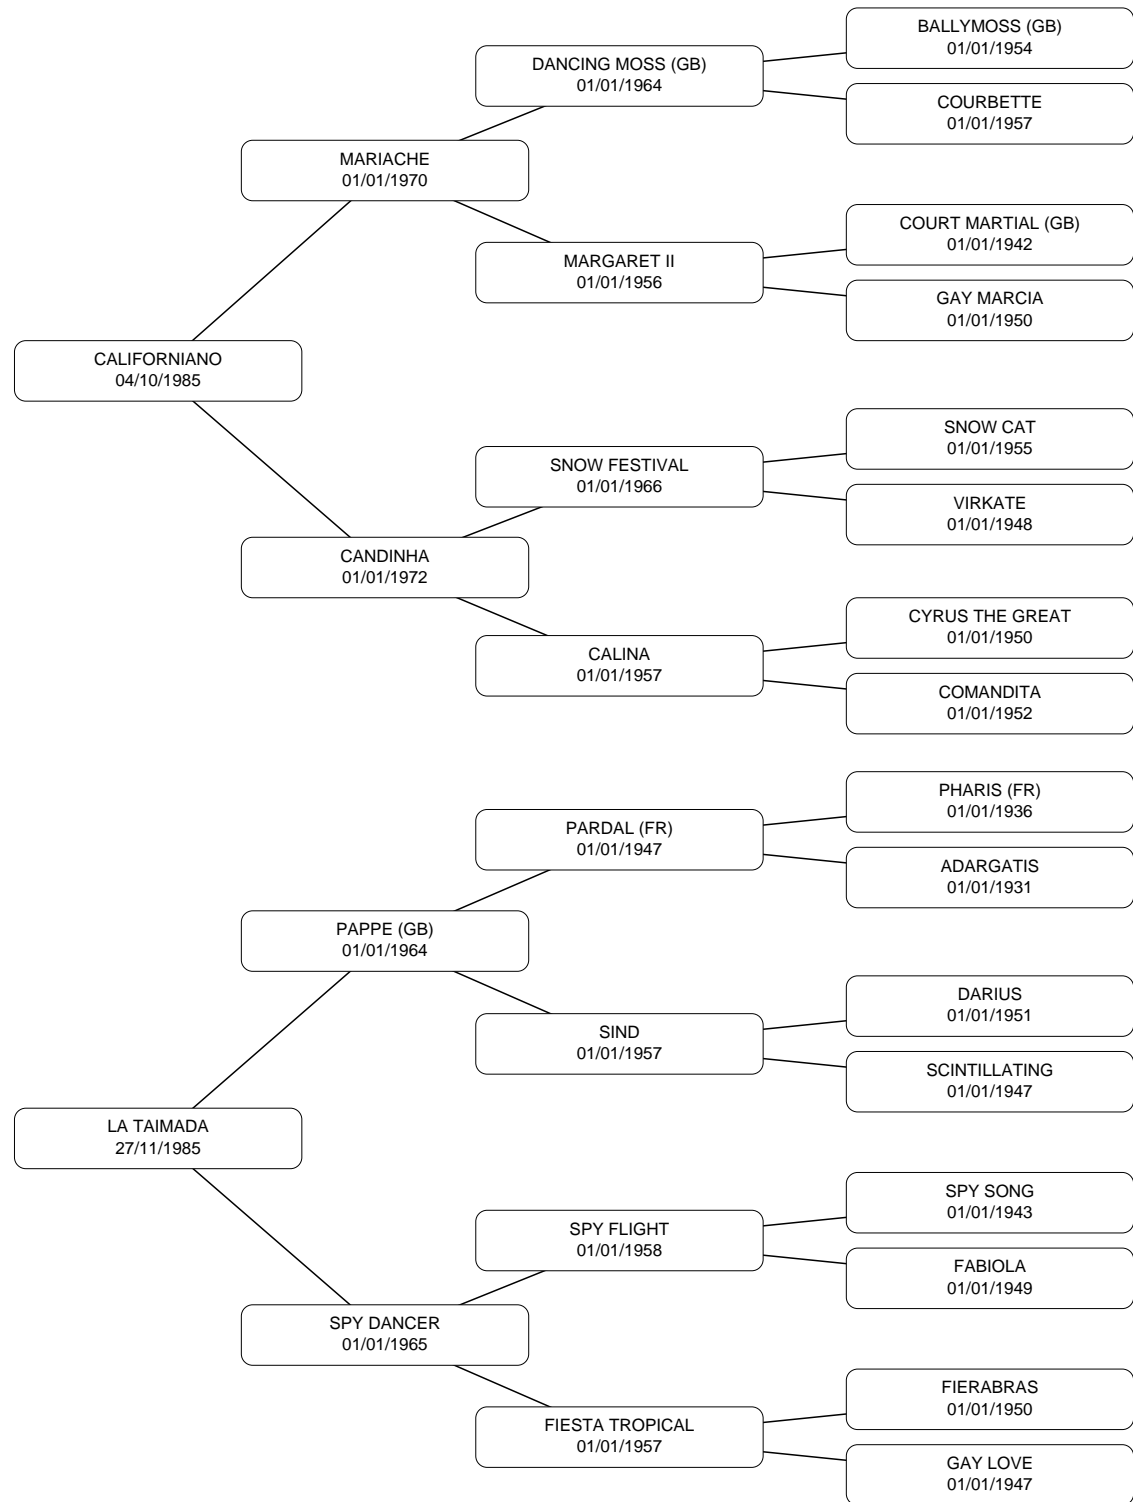 BALLYMOSS (GB)
01/01/1954
DANCING MOSS (GB)
01/01/1964
COURBETTE
01/01/1957
MARIACHE
01/01/1970
COURT MARTIAL (GB)
01/01/1942
MARGARET II
01/01/1956
GAY MARCIA
01/01/1950
CALIFORNIANO
04/10/1985
SNOW CAT
01/01/1955
SNOW FESTIVAL
01/01/1966
VIRKATE
01/01/1948
CANDINHA
01/01/1972
CYRUS THE GREAT
01/01/1950
CALINA
01/01/1957
COMANDITA
01/01/1952
PHARIS (FR)
01/01/1936
PARDAL (FR)
01/01/1947
ADARGATIS
01/01/1931
PAPPE (GB)
01/01/1964
DARIUS
01/01/1951
SIND
01/01/1957
SCINTILLATING
01/01/1947
LA TAIMADA
27/11/1985
SPY SONG
01/01/1943
SPY FLIGHT
01/01/1958
FABIOLA
01/01/1949
SPY DANCER
01/01/1965
FIERABRAS
01/01/1950
FIESTA TROPICAL
01/01/1957
GAY LOVE
01/01/1947